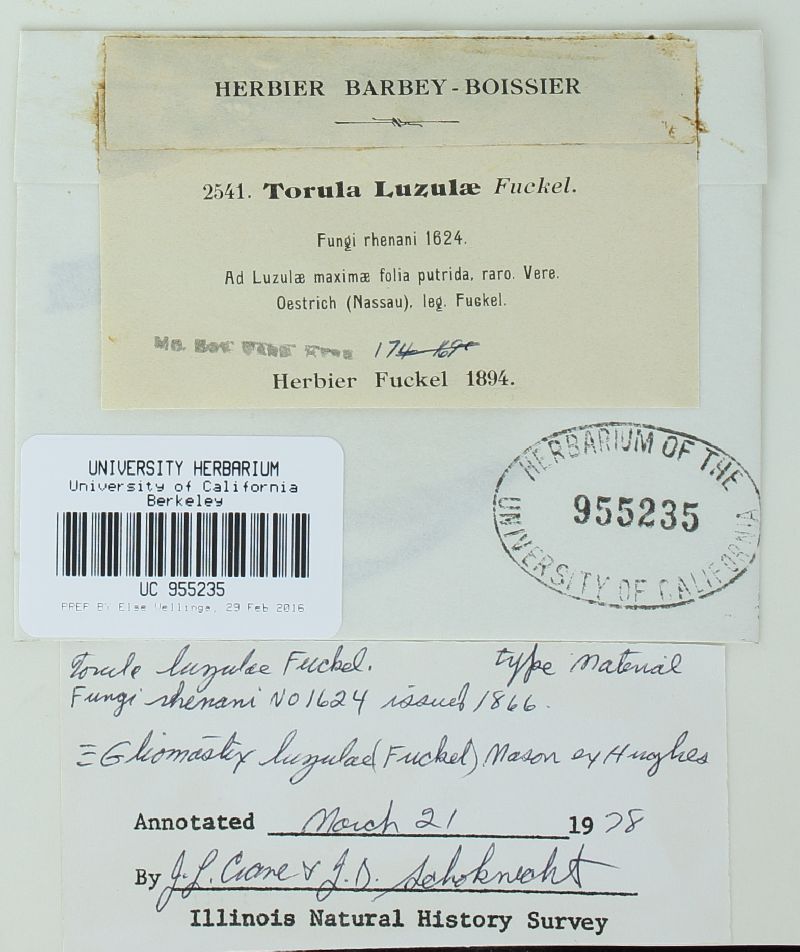 HERBIER BARBEY-BOISSIER
2541. Torula Luzulæ Fuckel.
Fungi rhenani 1624.
Ad Luzulæ maximæ folia putrida, raro. Vere.
Oestrich (Nassau), leg. Fuckel.
174
Herbier Fuckel 1894.
UNIVERSITY HERBARIUM
University of California
Berkeley
UC 955235
PREP BY Else Vellinga, 29 Feb 2016
HERBARIUM OF THE
955235
UNIVERSITY OF CALIFORNIA
Torula luzulae Fuckel. type Material
Fungi rhenani NO 1624 issued 1866.
≡ Gliomastix luzulae (Fuckel) Mason ex Hughes
Annotated March 21 1978
By J.L. Crane & J.D. Schoknecht
Illinois Natural History Survey